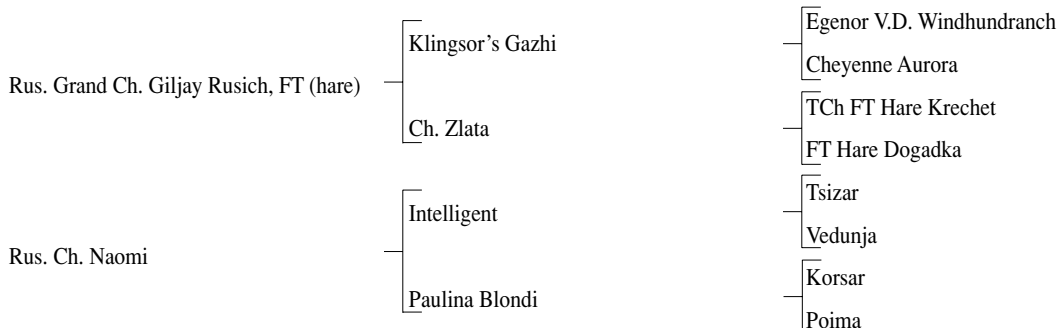 Egenor V.D. Windhundranch
Klingsor's Gazhi
Cheyenne Aurora
Rus. Grand Ch. Giljay Rusich, FT (hare)
TCh FT Hare Krechet
Ch. Zlata
FT Hare Dogadka
Tsizar
Intelligent
Vedunja
Rus. Ch. Naomi
Korsar
Paulina Blondi
Poima